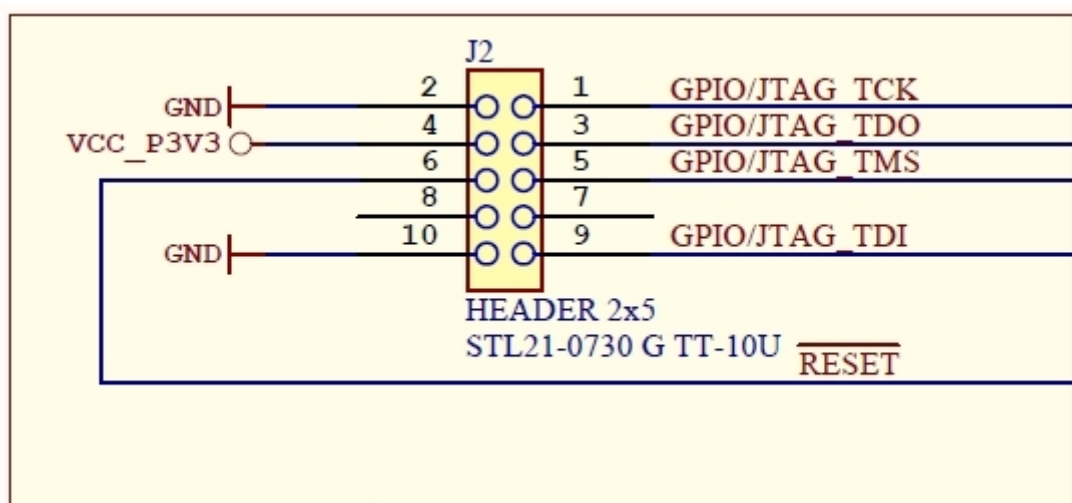 J2
GND 2 1 GPIO/JTAG_TCK
VCC_P3V3 4 3 GPIO/JTAG_TDO
6 5 GPIO/JTAG_TMS
8 7
GND 10 9 GPIO/JTAG_TDI
HEADER 2x5
STL21-0730 G TT-10U
RESET